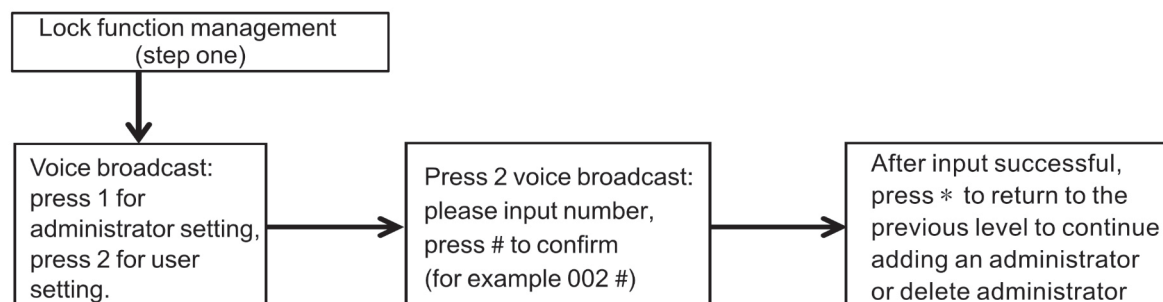 Lock function management
(step one)
Voice broadcast:
press 1 for
administrator setting,
press 2 for user
setting.
Press 2 voice broadcast:
please input number,
press # to confirm
(for example 002 #)
After input successful,
press * to return to the
previous level to continue
adding an administrator
or delete administrator